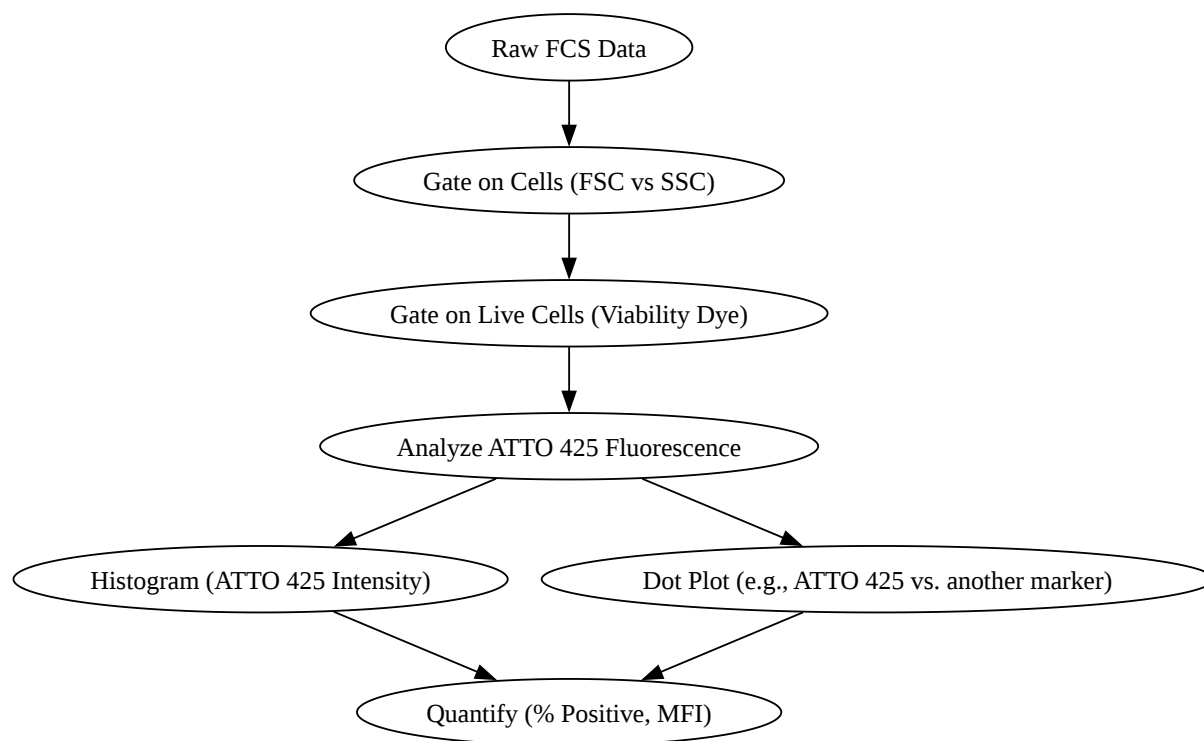 Raw FCS Data
Gate on Cells (FSC vs SSC)
Gate on Live Cells (Viability Dye)
Analyze ATTO 425 Fluorescence
Histogram (ATTO 425 Intensity)
Dot Plot (e.g., ATTO 425 vs. another marker)
Quantify (% Positive, MFI)